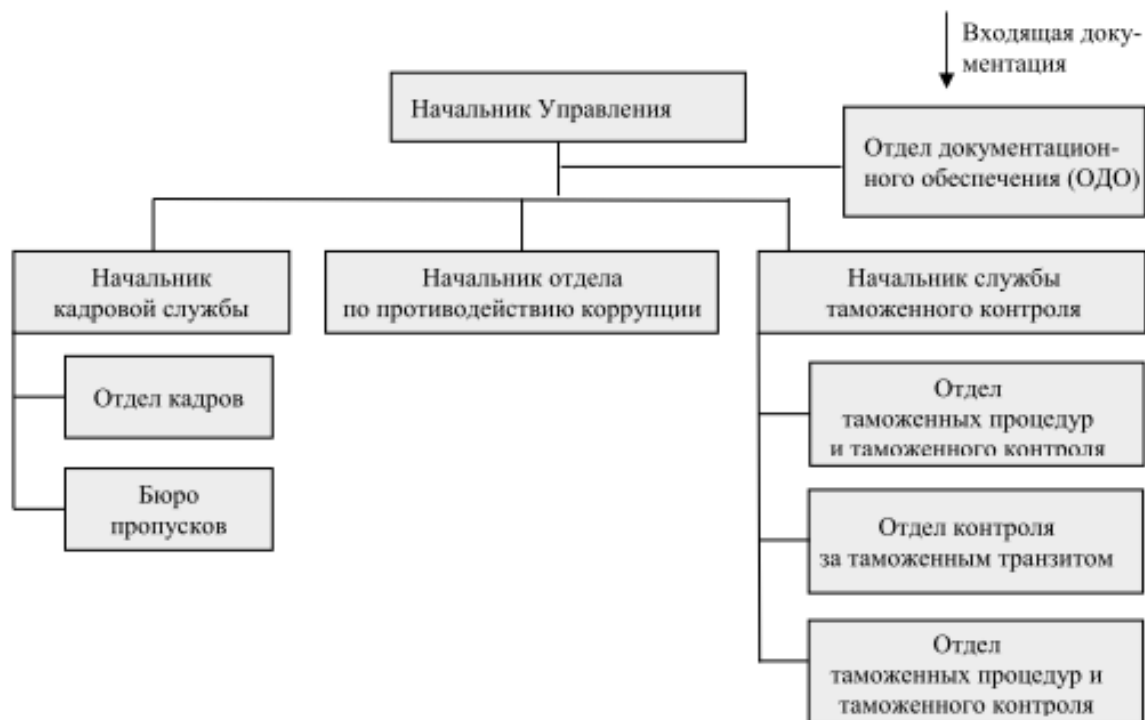 Входящая доку-
ментация
Начальник Управления
Отдел документацион-
ного обеспечения (ОДО)
Начальник
кадровой службы
Начальник отдела
по противодействию коррупции
Начальник службы
таможенного контроля
Отдел кадров
Бюро
пропусков
Отдел
таможенных процедур
и таможенного контроля
Отдел контроля
за таможенным транзитом
Отдел
таможенных процедур и
таможенного контроля